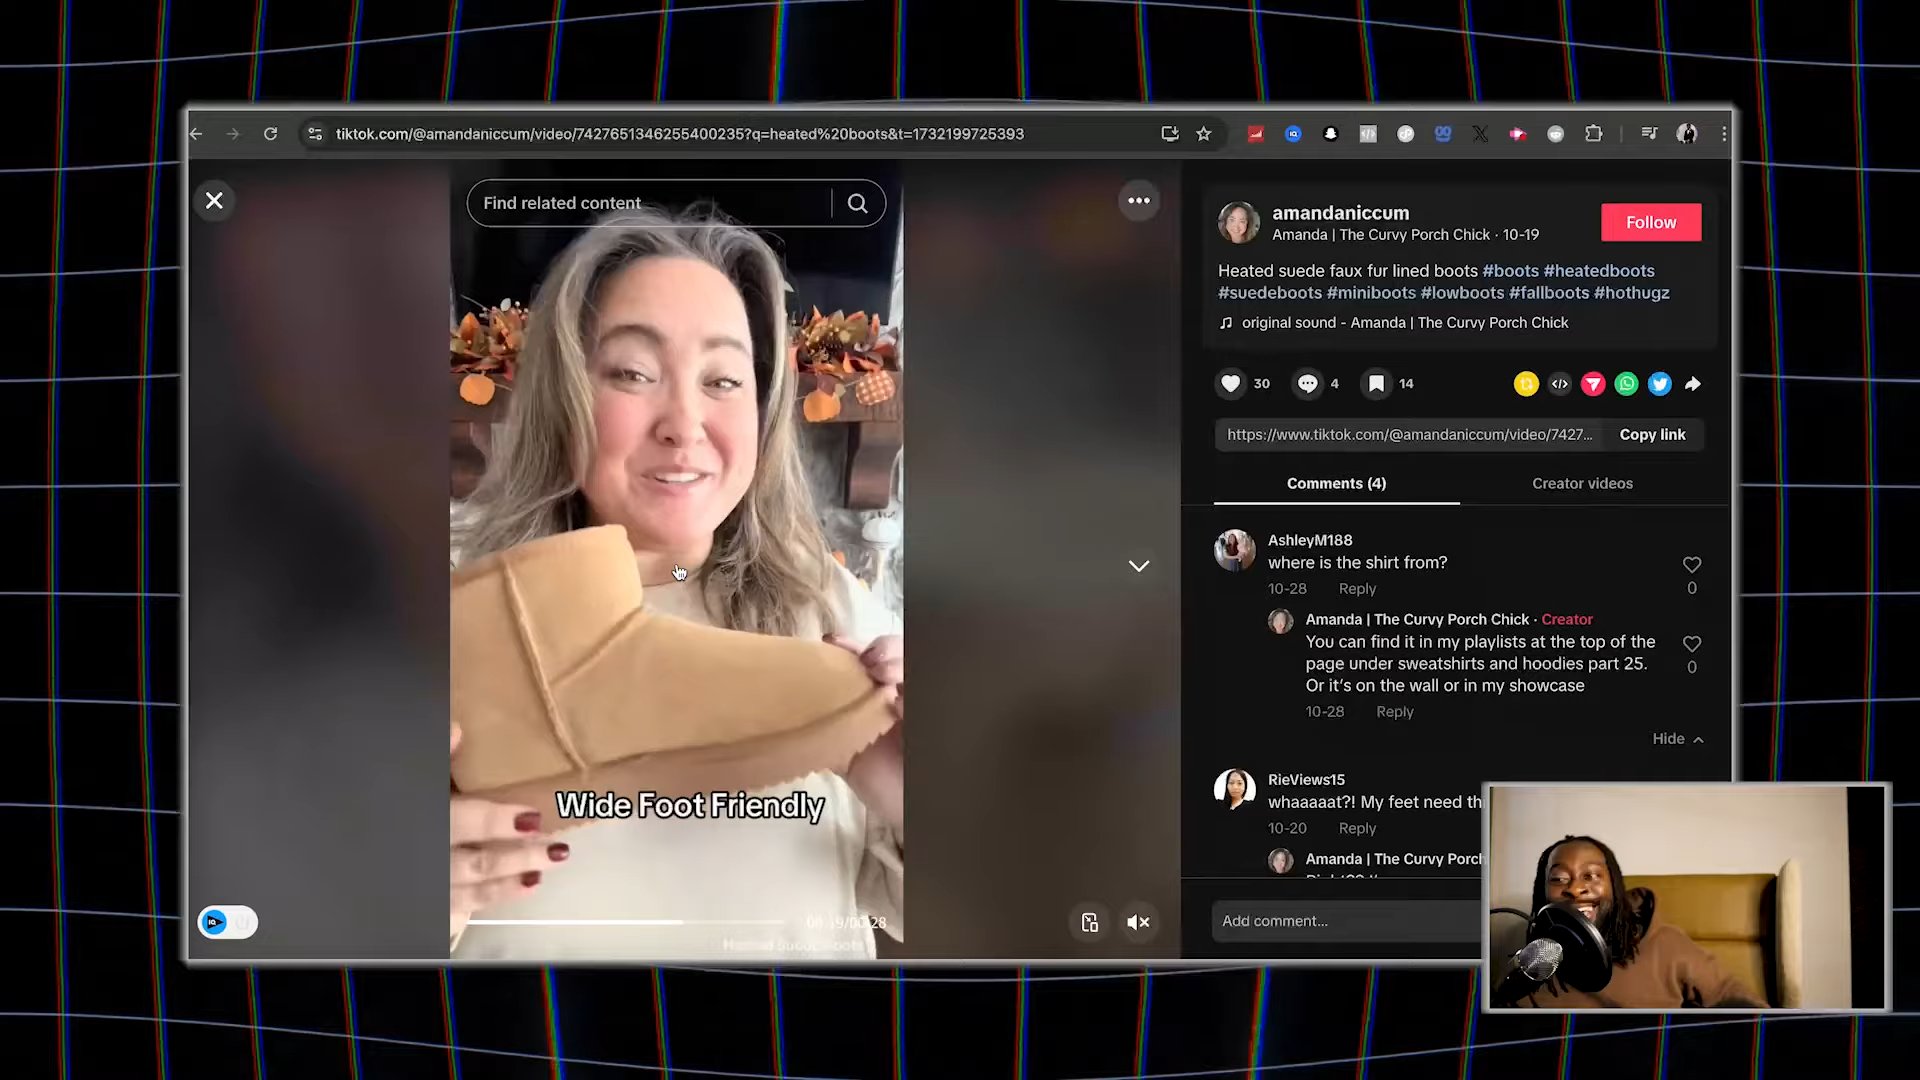 tiktok.com/@amandaniccum/video/7427651346255400235?q=heated%20boots&t=1732199725393
Find related content
Wide Foot Friendly
amandaniccum
Amanda | The Curvy Porch Chick · 10-19
Follow
Heated suede faux fur lined boots #boots #heatedboots
#suedeboots #miniboots #lowboots #fallboots #hothugz
original sound - Amanda | The Curvy Porch Chick
30
4
14
https://www.tiktok.com/@amandaniccum/video/7427...
Copy link
Comments (4)
Creator videos
AshleyM188
where is the shirt from?
10-28
Reply
0
Amanda | The Curvy Porch Chick · Creator
You can find it in my playlists at the top of the
page under sweatshirts and hoodies part 25.
Or it's on the wall or in my showcase
0
10-28
Reply
Hide
RieViews15
whaaaaat?! My feet need
10-20
Reply
Amanda | The Curvy Porch
Add comment...